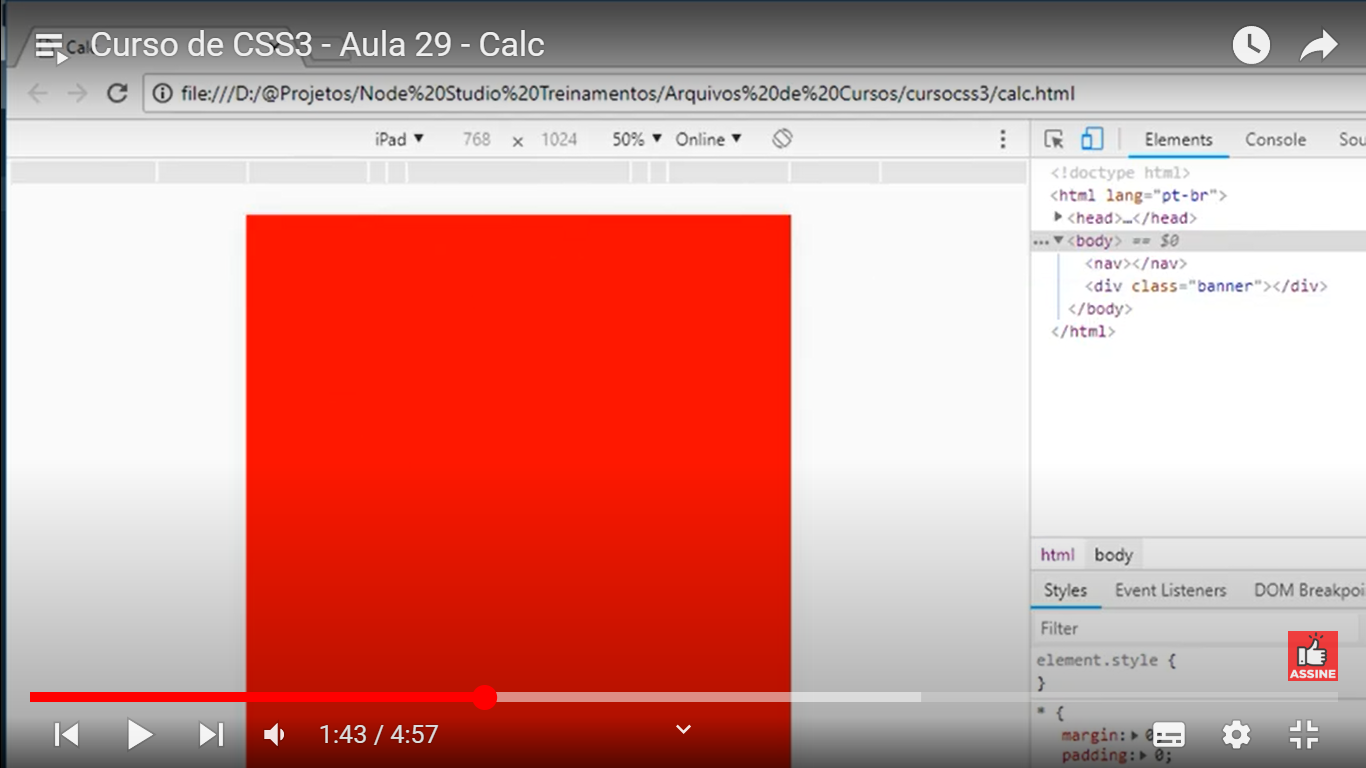 Curso de CSS3 - Aula 29 - Calc
file:///D:/@Projetos/Node%20Studio%20Treinamentos/Arquivos%20de%20Cursos/cursocss3/calc.html
iPad ▼ 768 x 1024 50% ▼ Online ▼
Elements Console Sou
<!doctype html>
<html lang="pt-br">
<head>…</head>
<body> == $0
<nav></nav>
<div class="banner"></div>
</body>
</html>
html body
Styles Event Listeners DOM Breakpoi
Filter
element.style {
}
ASSINE
* {
margin: 0
padding: 0;
1:43 / 4:57